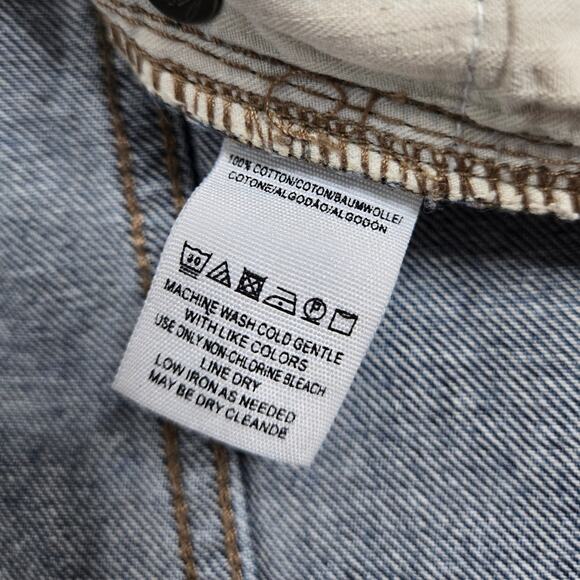 100% COTTON/COTON/BAUMWOLLE/
COTONE/ALGODÃO/ALGODÓN
30 P
MACHINE WASH COLD GENTLE
WITH LIKE COLORS
USE ONLY NON-CHLORINE BLEACH
LINE DRY
LOW IRON AS NEEDED
MAY BE DRY CLEANDE